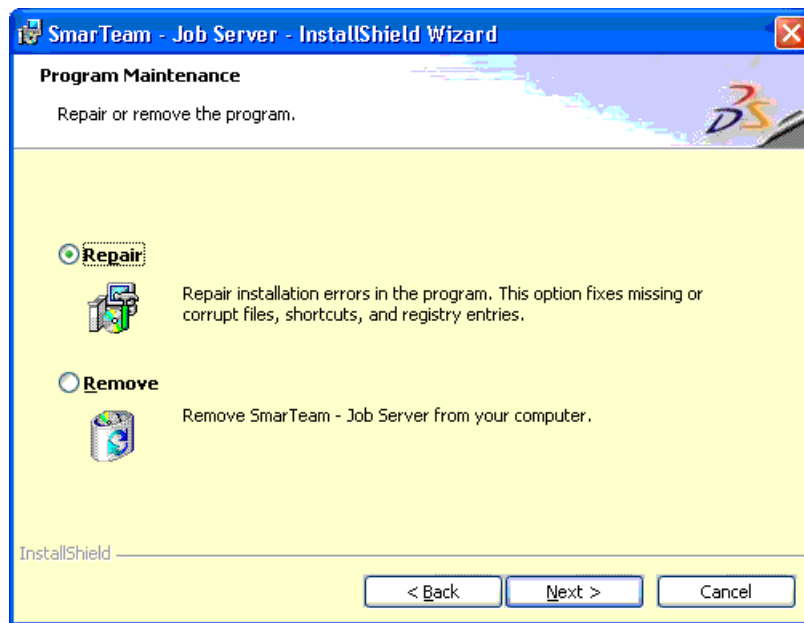 SmarTeam - Job Server - InstallShield Wizard
Program Maintenance
Repair or remove the program.
DS
Repair
Repair installation errors in the program. This option fixes missing or
corrupt files, shortcuts, and registry entries.
Remove
Remove SmarTeam - Job Server from your computer.
InstallShield
< Back
Next >
Cancel